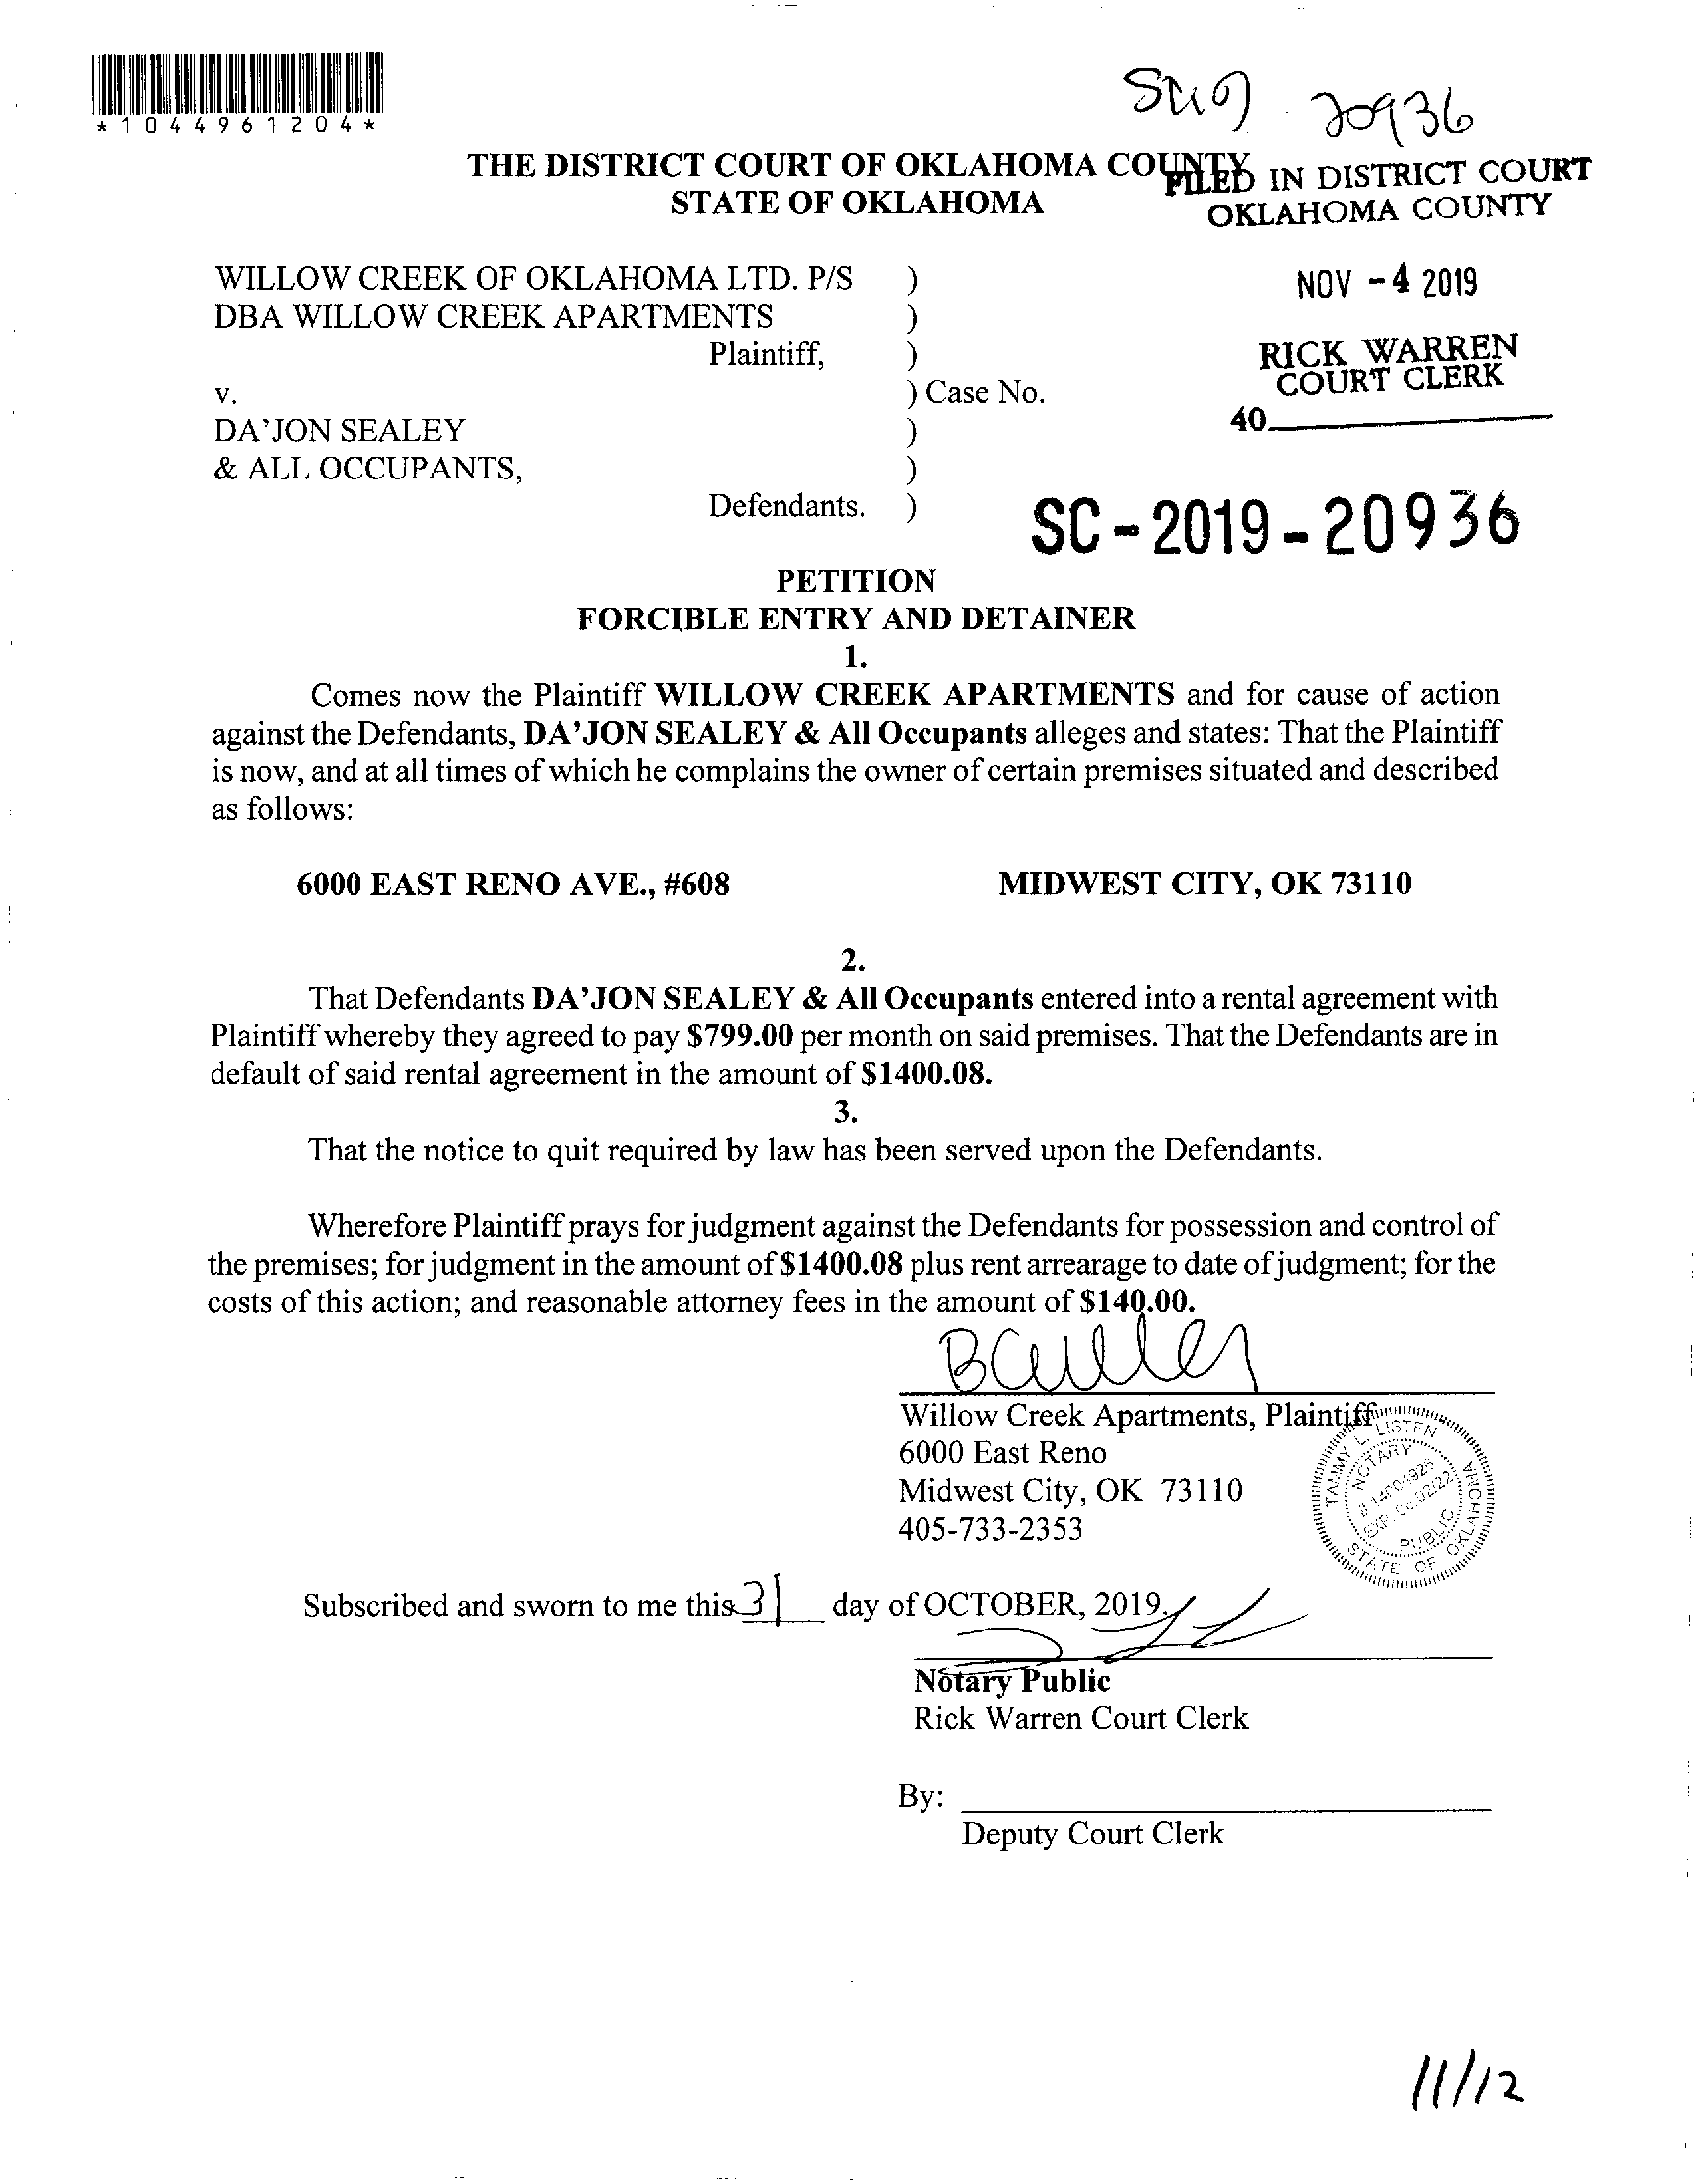 *1044961204*
20936
THE DISTRICT COURT OF OKLAHOMA COUNTY
STATE OF OKLAHOMA
FILED IN DISTRICT COURT
OKLAHOMA COUNTY
WILLOW CREEK OF OKLAHOMA LTD. P/S )
DBA WILLOW CREEK APARTMENTS )
Plaintiff, )
v. ) Case No.
DA'JON SEALEY )
& ALL OCCUPANTS, )
Defendants. )
NOV -4 2019
RICK WARREN
COURT CLERK
40
SC-2019-20936
PETITION
FORCIBLE ENTRY AND DETAINER
1.
Comes now the Plaintiff WILLOW CREEK APARTMENTS and for cause of action
against the Defendants, DA'JON SEALEY & All Occupants alleges and states: That the Plaintiff
is now, and at all times of which he complains the owner of certain premises situated and described
as follows:
6000 EAST RENO AVE., #608 MIDWEST CITY, OK 73110
2.
That Defendants DA'JON SEALEY & All Occupants entered into a rental agreement with
Plaintiff whereby they agreed to pay $799.00 per month on said premises. That the Defendants are in
default of said rental agreement in the amount of $1400.08.
3.
That the notice to quit required by law has been served upon the Defendants.
Wherefore Plaintiff prays for judgment against the Defendants for possession and control of
the premises; for judgment in the amount of $1400.08 plus rent arrearage to date of judgment; for the
costs of this action; and reasonable attorney fees in the amount of $140.00.
Willow Creek Apartments, Plaintiff
6000 East Reno
Midwest City, OK 73110
405-733-2353
TAMMY L. LISTEN
NOTARY
PUBLIC
STATE OF OKLAHOMA
Subscribed and sworn to me this 31 day of OCTOBER, 2019.
Notary Public
Rick Warren Court Clerk
By:
Deputy Court Clerk
11/12